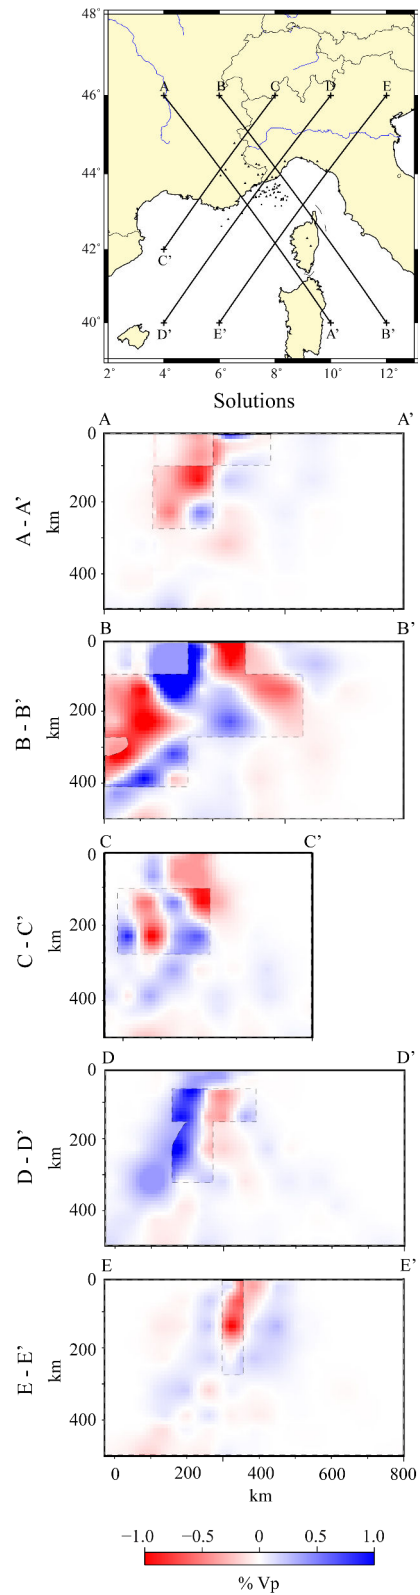 48°
A B C D E
46°
44°
42°
C'
40°
D' E' A' B'
2° 4° 6° 8° 10° 12°
Solutions
A A'
0
200
400
A - A'
km
B B'
0
200
400
B - B'
km
C C'
0
200
400
C - C'
km
D D'
0
200
400
D - D'
km
E E'
0
200
400
E - E'
km
0 200 400 600 800
km
−1.0 −0.5 0 0.5 1.0
% Vp